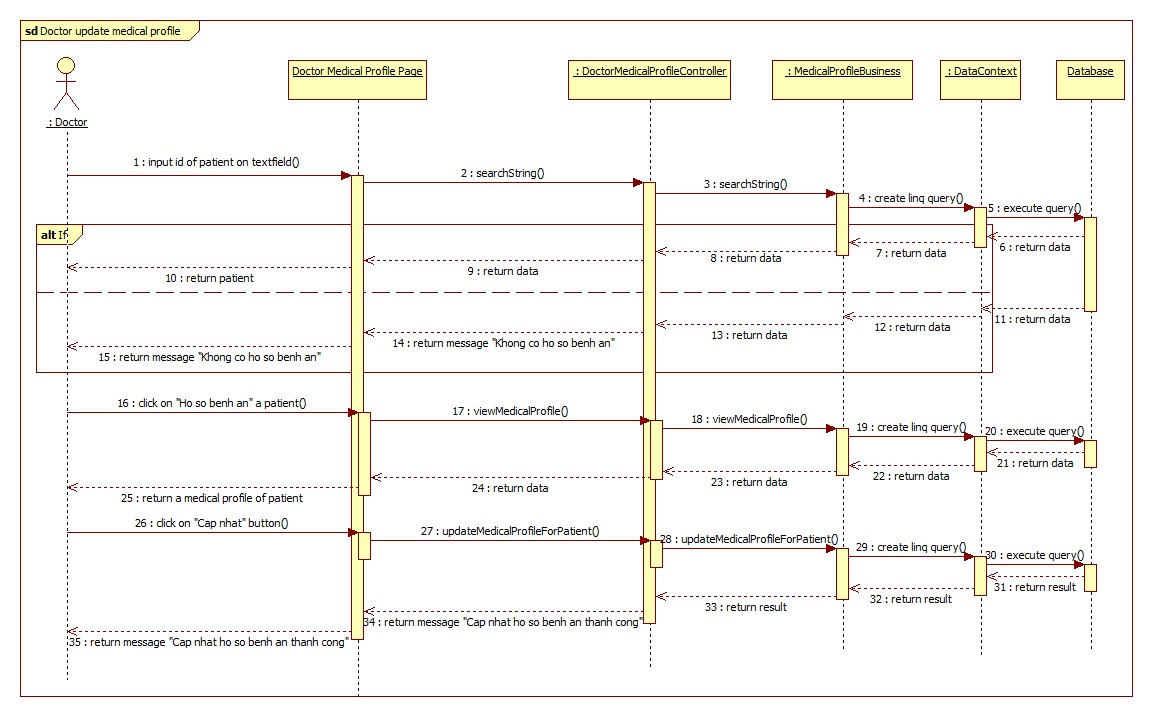 sd Doctor update medical profile
: Doctor
Doctor Medical Profile Page
: DoctorMedicalProfileController
: MedicalProfileBusiness
: DataContext
Database
1 : input id of patient on textfield()
2 : searchString()
3 : searchString()
4 : create linq query()
5 : execute query()
alt If
6 : return data
7 : return data
8 : return data
9 : return data
10 : return patient
11 : return data
12 : return data
13 : return data
14 : return message "Khong co ho so benh an"
15 : return message "Khong co ho so benh an"
16 : click on "Ho so benh an" a patient()
17 : viewMedicalProfile()
18 : viewMedicalProfile()
19 : create linq query()
20 : execute query()
21 : return data
22 : return data
23 : return data
24 : return data
25 : return a medical profile of patient
26 : click on "Cap nhat" button()
27 : updateMedicalProfileForPatient()
28 : updateMedicalProfileForPatient()
29 : create linq query()
30 : execute query()
31 : return result
32 : return result
33 : return result
34 : return message "Cap nhat ho so benh an thanh cong"
35 : return message "Cap nhat ho so benh an thanh cong"